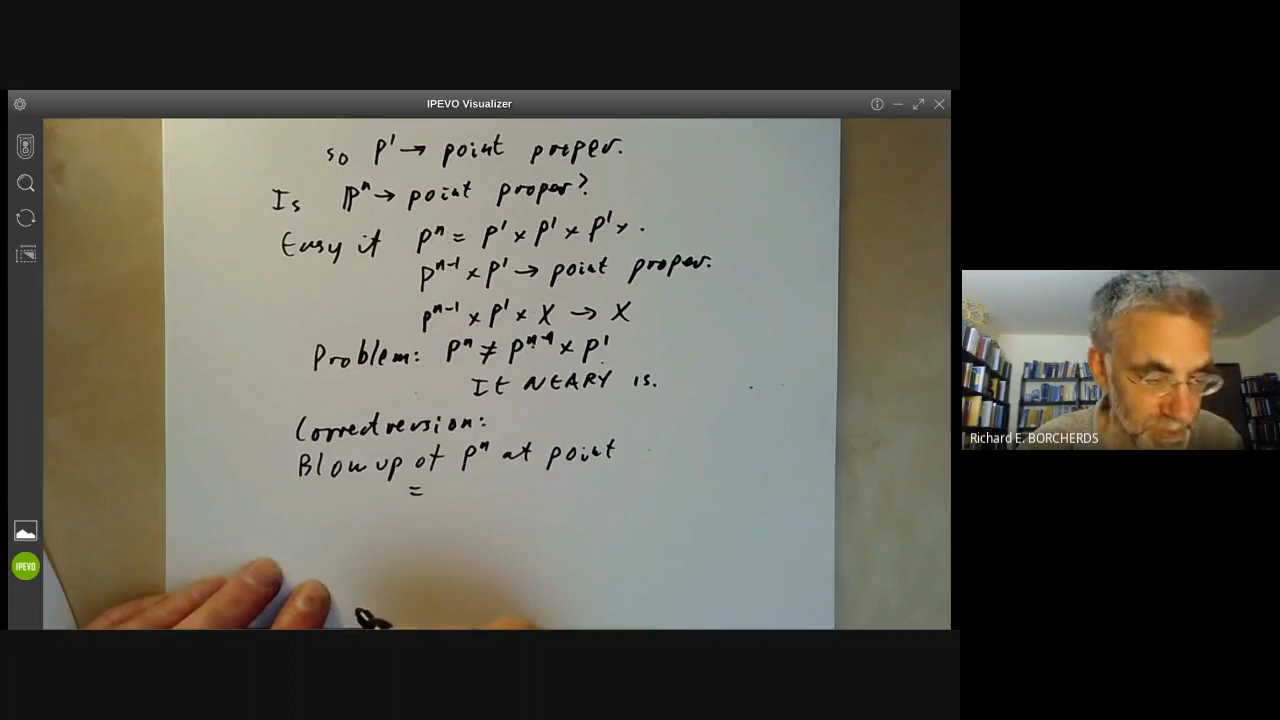 IPEVO Visualizer
so P¹ → point proper.
Is ℙⁿ → point proper?
Easy if Pⁿ = P¹ × P¹ × P¹ × .
Pⁿ⁻¹ × P¹ → point proper.
Pⁿ⁻¹ × P¹ × X → X
Problem: Pⁿ ≠ Pⁿ⁻¹ × P¹
It NEARY is.
Correct version:
Blow up of Pⁿ at point
=
IPEVO
Richard E. BORCHERDS